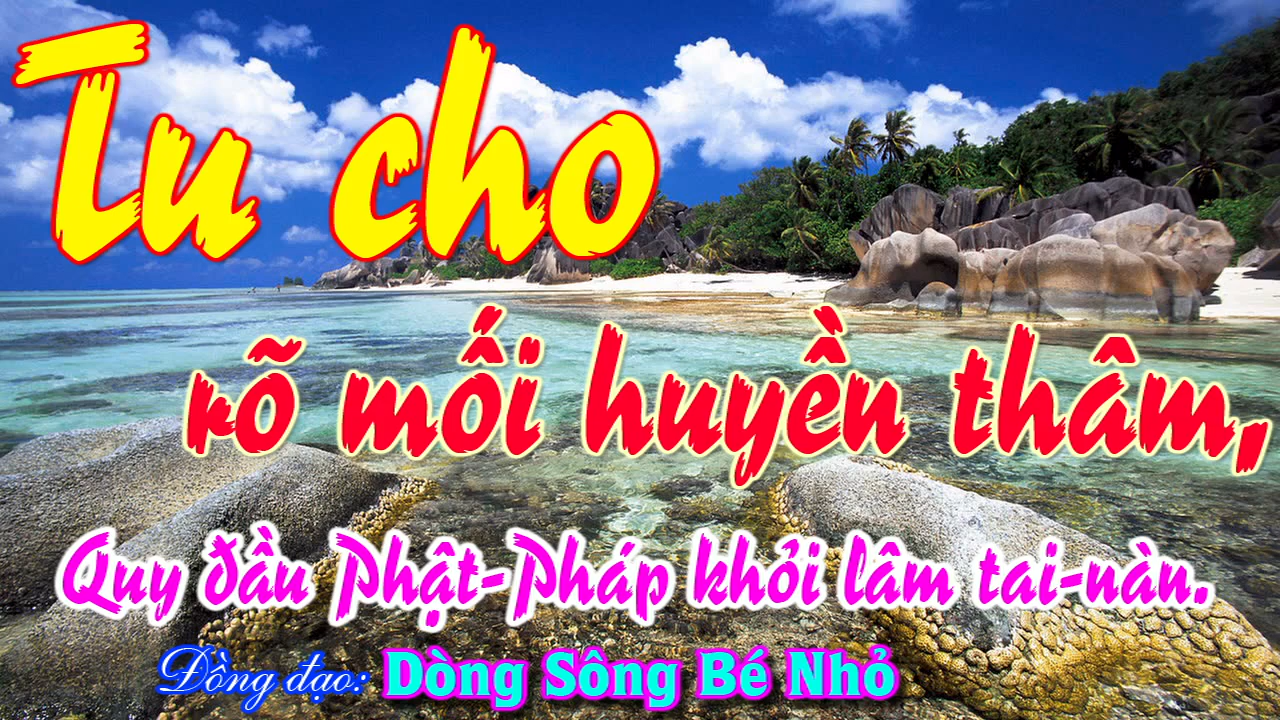 Tu cho
rõ mối huyền thâm,
Quy đầu Phật-Pháp khỏi lâm tai-nàn.
Đồng đạo: Dòng Sông Bé Nhỏ